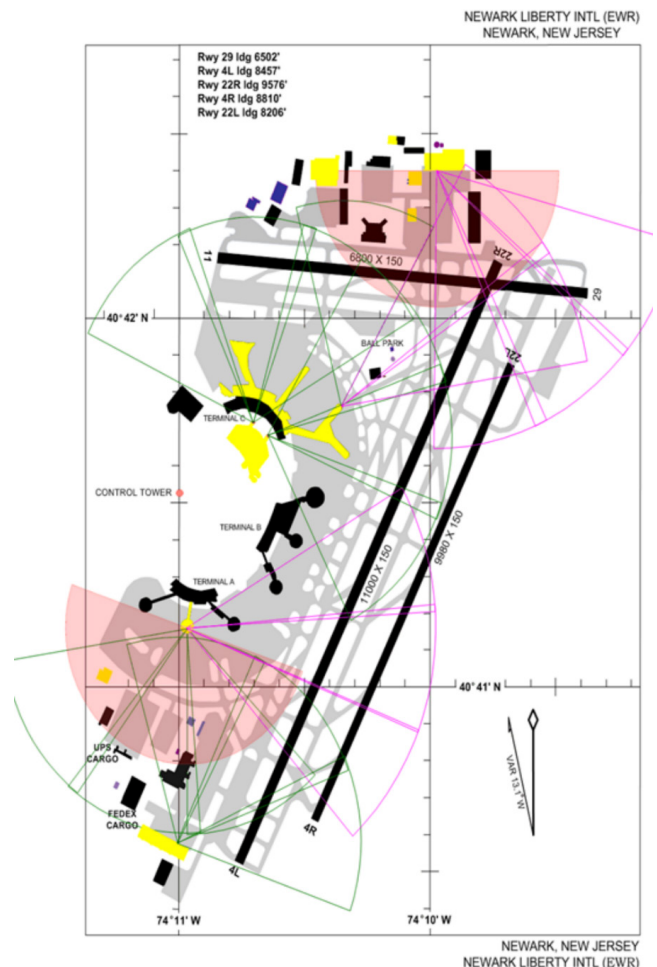 NEWARK LIBERTY INTL (EWR)
NEWARK, NEW JERSEY
Rwy 29 ldg 6502'
Rwy 4L ldg 8457'
Rwy 22R ldg 9576'
Rwy 4R ldg 8810'
Rwy 22L ldg 8206'
11
6800 X 150
22R
29
40°42' N
BALL PARK
22L
TERMINAL C
CONTROL TOWER
TERMINAL B
11000 X 150
9980 X 150
TERMINAL A
40°41' N
UPS
CARGO
VAR 13.1° W
FEDEX
CARGO
4R
4L
74°11' W
74°10' W
NEWARK, NEW JERSEY
NEWARK LIBERTY INTL (EWR)